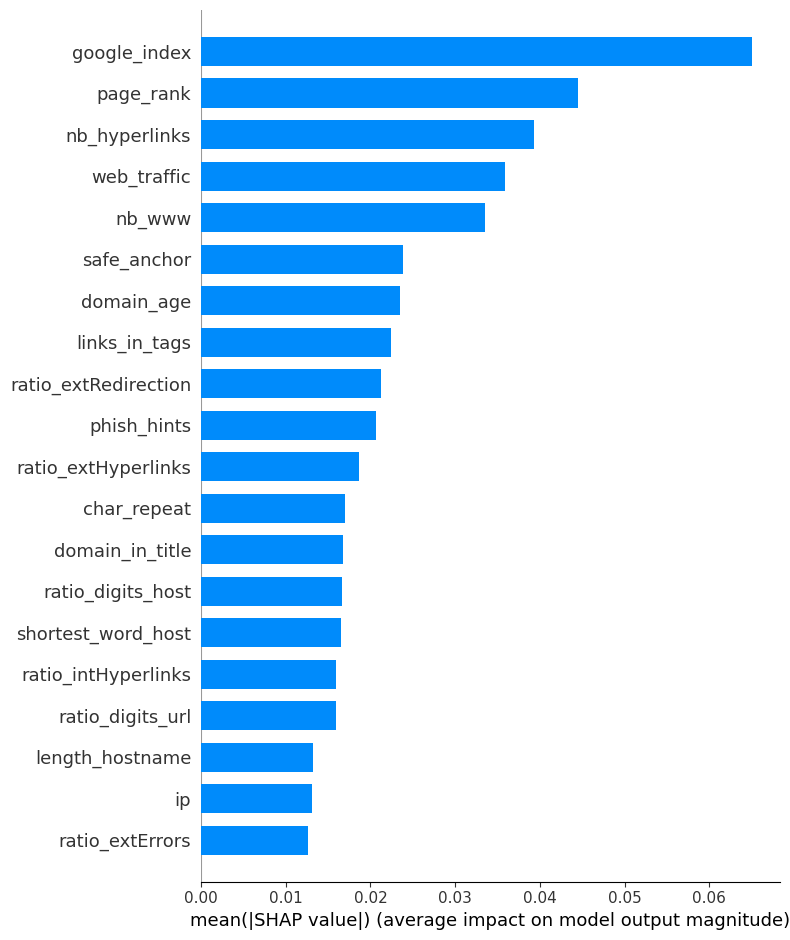 google_index
page_rank
nb_hyperlinks
web_traffic
nb_www
safe_anchor
domain_age
links_in_tags
ratio_extRedirection
phish_hints
ratio_extHyperlinks
char_repeat
domain_in_title
ratio_digits_host
shortest_word_host
ratio_intHyperlinks
ratio_digits_url
length_hostname
ip
ratio_extErrors
0.00 0.01 0.02 0.03 0.04 0.05 0.06
mean(|SHAP value|) (average impact on model output magnitude)